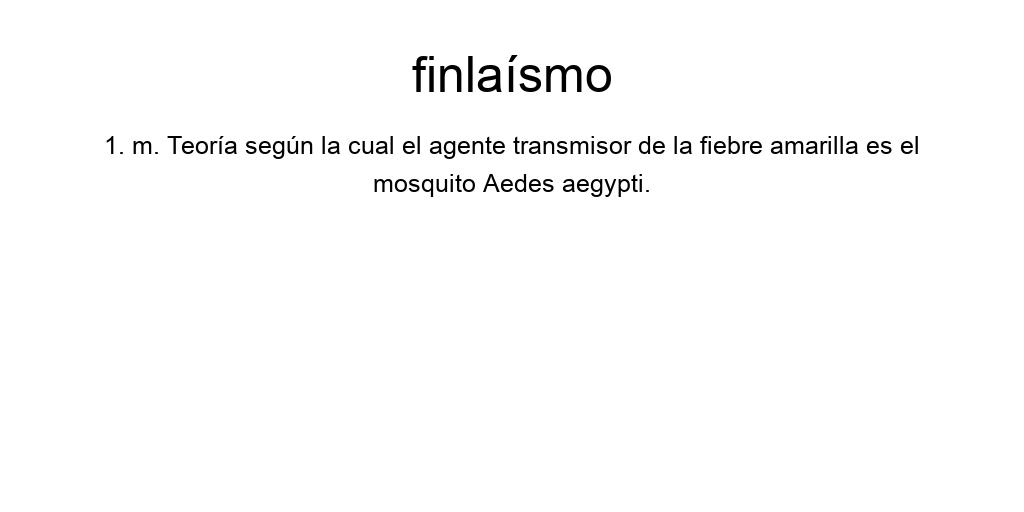 finlaísmo
1. m. Teoría según la cual el agente transmisor de la fiebre amarilla es el
mosquito Aedes aegypti.